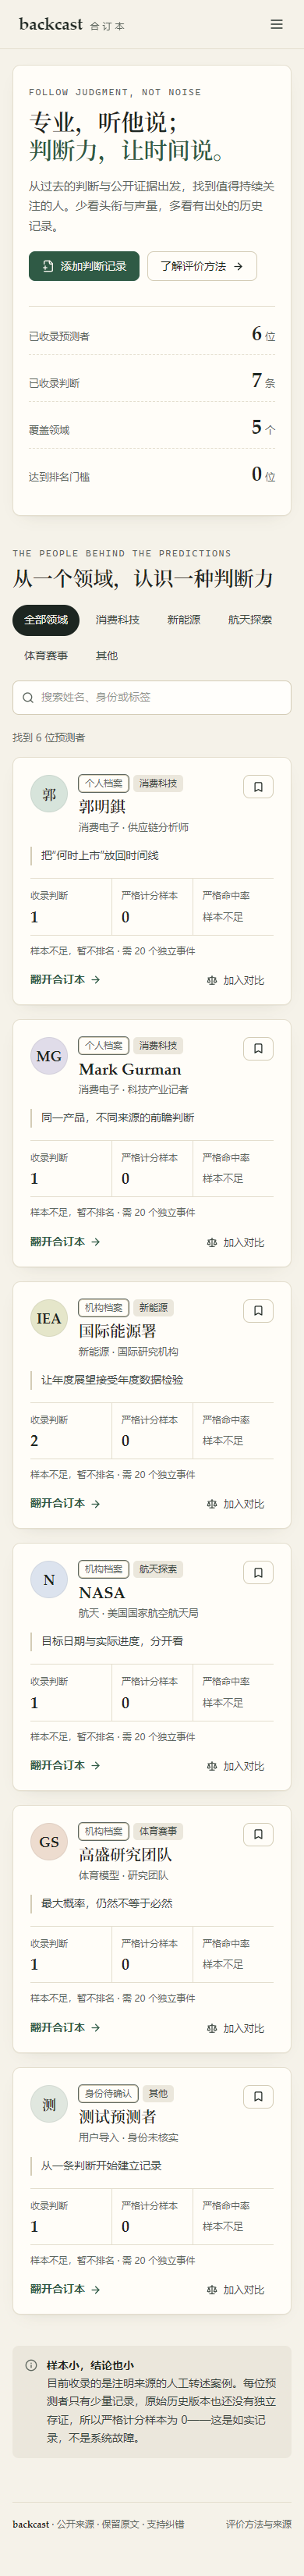 backcast 合订本
FOLLOW JUDGMENT, NOT NOISE
专业，听他说；
判断力，让时间说。
从过去的判断与公开证据出发，找到值得持续关
注的人。少看头衔与声量，多看有出处的历史
记录。
添加判断记录
了解评价方法 →
已收录预测者 6 位
已收录判断 7 条
覆盖领域 5 个
达到排名门槛 0 位
THE PEOPLE BEHIND THE PREDICTIONS
从一个领域，认识一种判断力
全部领域 消费科技 新能源 航天探索
体育赛事 其他
搜索姓名、身份或标签
找到 6 位预测者
郭
个人档案 消费科技
郭明錤
消费电子 · 供应链分析师
把“何时上市”放回时间线
收录判断 严格计分样本 严格命中率
1 0 样本不足
样本不足，暂不排名 · 需 20 个独立事件
翻开合订本 → 加入对比
MG
个人档案 消费科技
Mark Gurman
消费电子 · 科技产业记者
同一产品，不同来源的前瞻判断
收录判断 严格计分样本 严格命中率
1 0 样本不足
样本不足，暂不排名 · 需 20 个独立事件
翻开合订本 → 加入对比
IEA
机构档案 新能源
国际能源署
新能源 · 国际研究机构
让年度展望接受年度数据检验
收录判断 严格计分样本 严格命中率
2 0 样本不足
样本不足，暂不排名 · 需 20 个独立事件
翻开合订本 → 加入对比
N
机构档案 航天探索
NASA
航天 · 美国国家航空航天局
目标日期与实际进度，分开看
收录判断 严格计分样本 严格命中率
1 0 样本不足
样本不足，暂不排名 · 需 20 个独立事件
翻开合订本 → 加入对比
GS
机构档案 体育赛事
高盛研究团队
体育模型 · 研究团队
最大概率，仍然不等于必然
收录判断 严格计分样本 严格命中率
1 0 样本不足
样本不足，暂不排名 · 需 20 个独立事件
翻开合订本 → 加入对比
测
身份待确认 其他
测试预测者
用户导入 · 身份未核实
从一条判断开始建立记录
收录判断 严格计分样本 严格命中率
1 0 样本不足
样本不足，暂不排名 · 需 20 个独立事件
翻开合订本 → 加入对比
样本小，结论也小
目前收录的是注明来源的人工转述案例。每位预
测者只有少量记录，原始历史版本也还没有独立
存证，所以严格计分样本为 0——这是如实记
录，不是系统故障。
backcast · 公开来源 · 保留原文 · 支持纠错 评价方法与来源